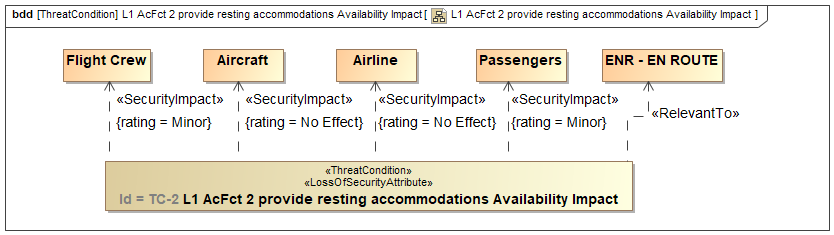 bdd [ThreatCondition] L1 AcFct 2 provide resting accommodations Availability Impact [ L1 AcFct 2 provide resting accommodations Availability Impact ]
Flight Crew Aircraft Airline Passengers ENR - EN ROUTE
«SecurityImpact» «SecurityImpact» «SecurityImpact» «SecurityImpact»
«RelevantTo»
{rating = Minor} {rating = No Effect} {rating = No Effect} {rating = Minor}
«ThreatCondition»
«LossOfSecurityAttribute»
Id = TC-2 L1 AcFct 2 provide resting accommodations Availability Impact